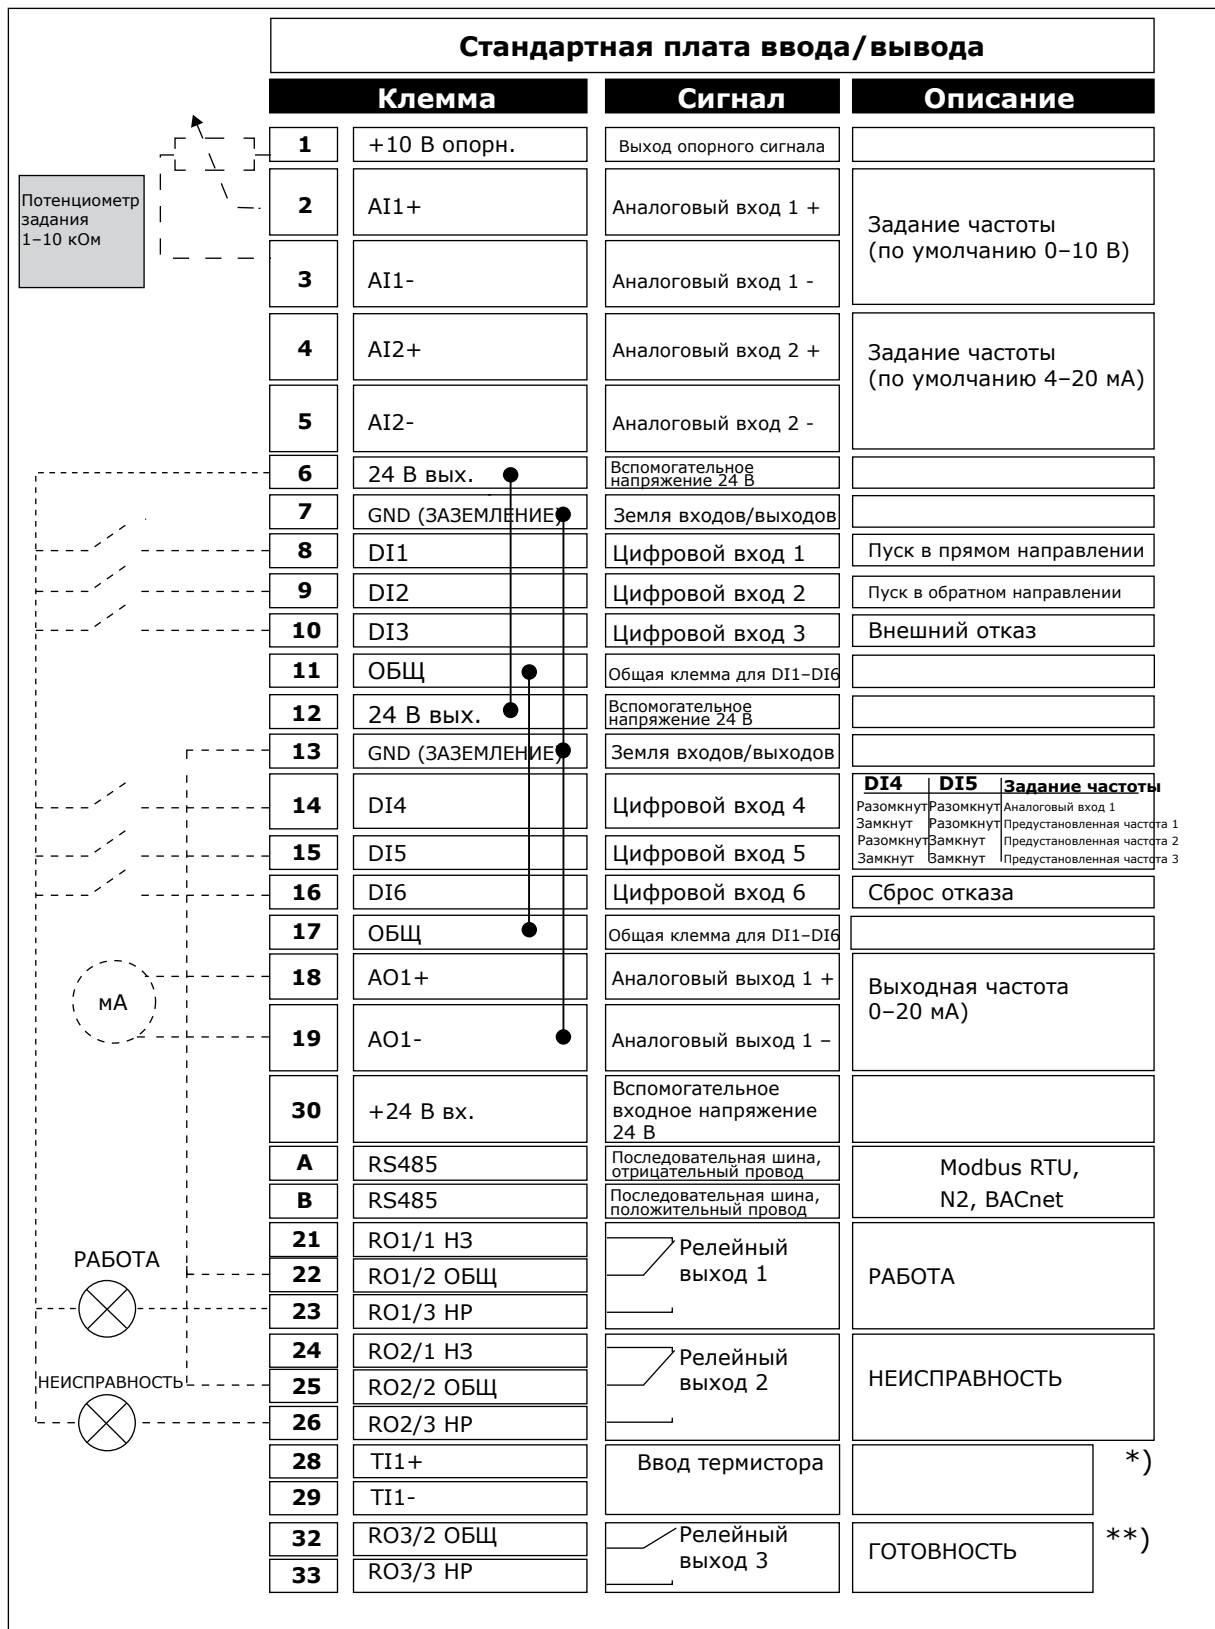 Стандартная плата ввода/вывода
Клемма Сигнал Описание
1 +10 В опорн. Выход опорного сигнала
Потенциометр
задания
1–10 кОм
2 AI1+ Аналоговый вход 1 +
Задание частоты
(по умолчанию 0–10 В)
3 AI1- Аналоговый вход 1 -
4 AI2+ Аналоговый вход 2 +
Задание частоты
(по умолчанию 4–20 мА)
5 AI2- Аналоговый вход 2 -
6 24 В вых. Вспомогательное
напряжение 24 В
7 GND (ЗАЗЕМЛЕНИЕ) Земля входов/выходов
8 DI1 Цифровой вход 1 Пуск в прямом направлении
9 DI2 Цифровой вход 2 Пуск в обратном направлении
10 DI3 Цифровой вход 3 Внешний отказ
11 ОБЩ Общая клемма для DI1–DI6
12 24 В вых. Вспомогательное
напряжение 24 В
13 GND (ЗАЗЕМЛЕНИЕ) Земля входов/выходов
14 DI4 Цифровой вход 4
DI4 DI5 Задание частоты
Разомкнут Разомкнут Аналоговый вход 1
Замкнут Разомкнут Предустановленная частота 1
Разомкнут Замкнут Предустановленная частота 2
Замкнут Замкнут Предустановленная частота 3
15 DI5 Цифровой вход 5
16 DI6 Цифровой вход 6 Сброс отказа
17 ОБЩ Общая клемма для DI1–DI6
18 AO1+ Аналоговый выход 1 +
мА
Выходная частота
0–20 мА)
19 AO1- Аналоговый выход 1 –
30 +24 В вх. Вспомогательное
входное напряжение
24 В
A RS485 Последовательная шина,
отрицательный провод
Modbus RTU,
N2, BACnet
B RS485 Последовательная шина,
положительный провод
21 RO1/1 НЗ
РАБОТА
Релейный
выход 1
22 RO1/2 ОБЩ РАБОТА
23 RO1/3 НР
24 RO2/1 НЗ
НЕИСПРАВНОСТЬ
Релейный
выход 2
25 RO2/2 ОБЩ НЕИСПРАВНОСТЬ
26 RO2/3 НР
28 TI1+ Ввод термистора *)
29 TI1-
32 RO3/2 ОБЩ Релейный
выход 3
ГОТОВНОСТЬ **)
33 RO3/3 НР